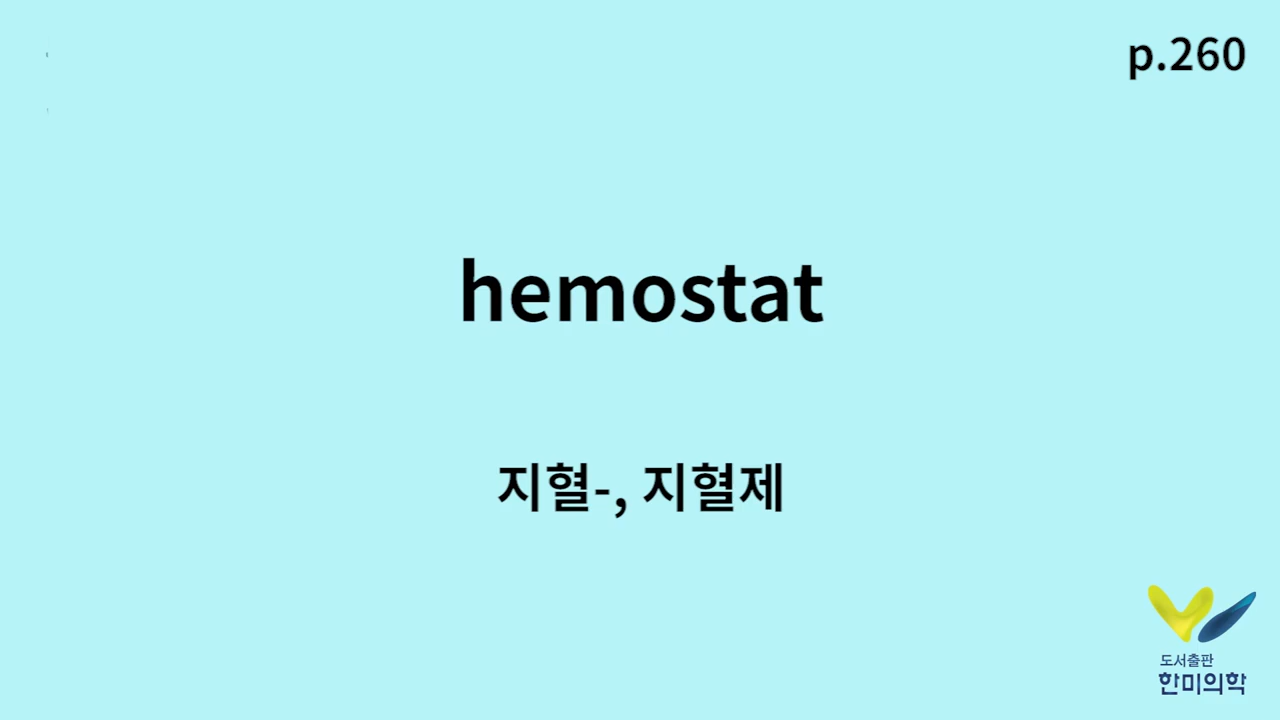 p.260
hemostat
지혈-, 지혈제
도서출판
한미의학